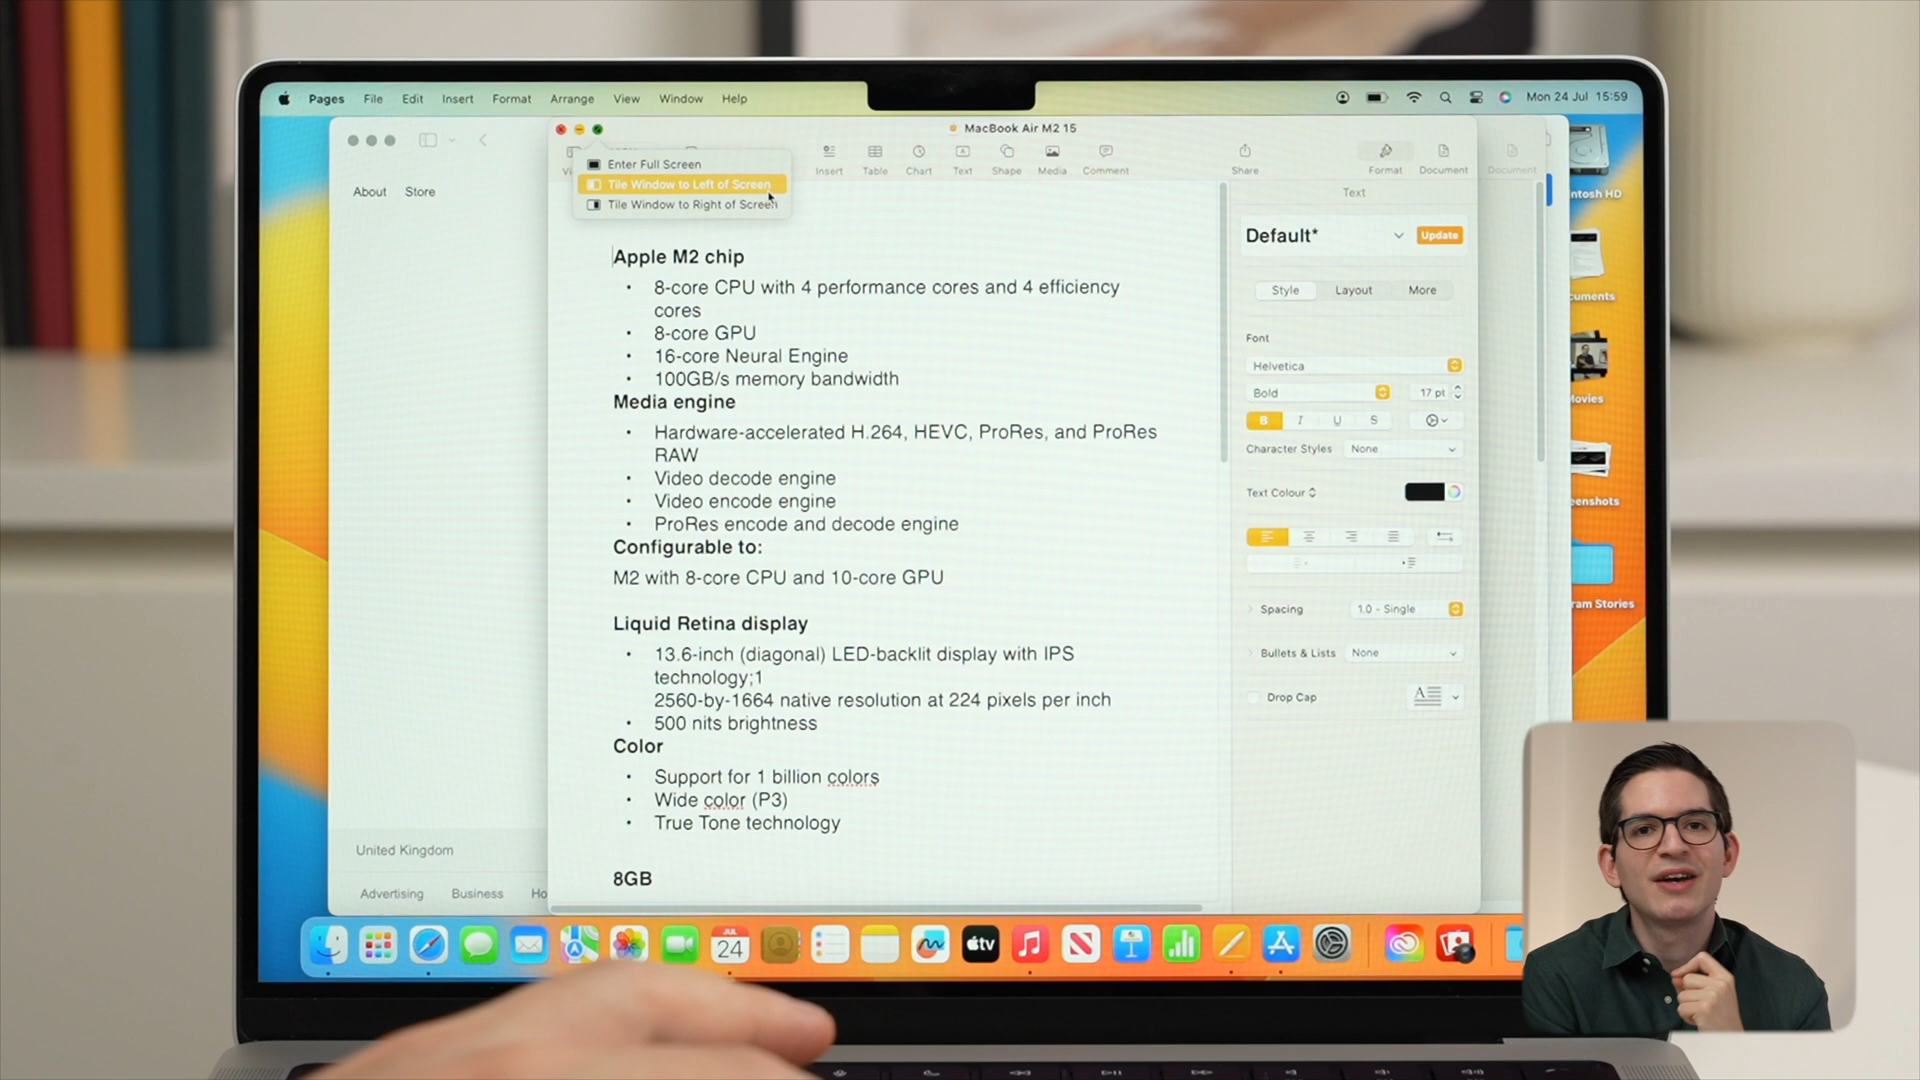 Pages File Edit Insert Format Arrange View Window Help
Mon 24 Jul 15:59
MacBook Air M2 15
Enter Full Screen
Tile Window to Left of Screen
Tile Window to Right of Screen
Insert Table Chart Text Shape Media Comment Share Format Document Document
About Store
Text
Default* Update
Style Layout More
Font
Helvetica
Bold 17 pt
B I U S
Character Styles None
Text Colour
Spacing 1.0 - Single
Bullets & Lists None
Drop Cap
Apple M2 chip
• 8-core CPU with 4 performance cores and 4 efficiency
cores
• 8-core GPU
• 16-core Neural Engine
• 100GB/s memory bandwidth
Media engine
• Hardware-accelerated H.264, HEVC, ProRes, and ProRes
RAW
• Video decode engine
• Video encode engine
• ProRes encode and decode engine
Configurable to:
M2 with 8-core CPU and 10-core GPU
Liquid Retina display
• 13.6-inch (diagonal) LED-backlit display with IPS
technology;1
2560-by-1664 native resolution at 224 pixels per inch
• 500 nits brightness
Color
• Support for 1 billion colors
• Wide color (P3)
• True Tone technology
8GB
United Kingdom
Advertising Business Ho
ntosh HD
cuments
Movies
eenshots
ram Stories
JUL
24
tv